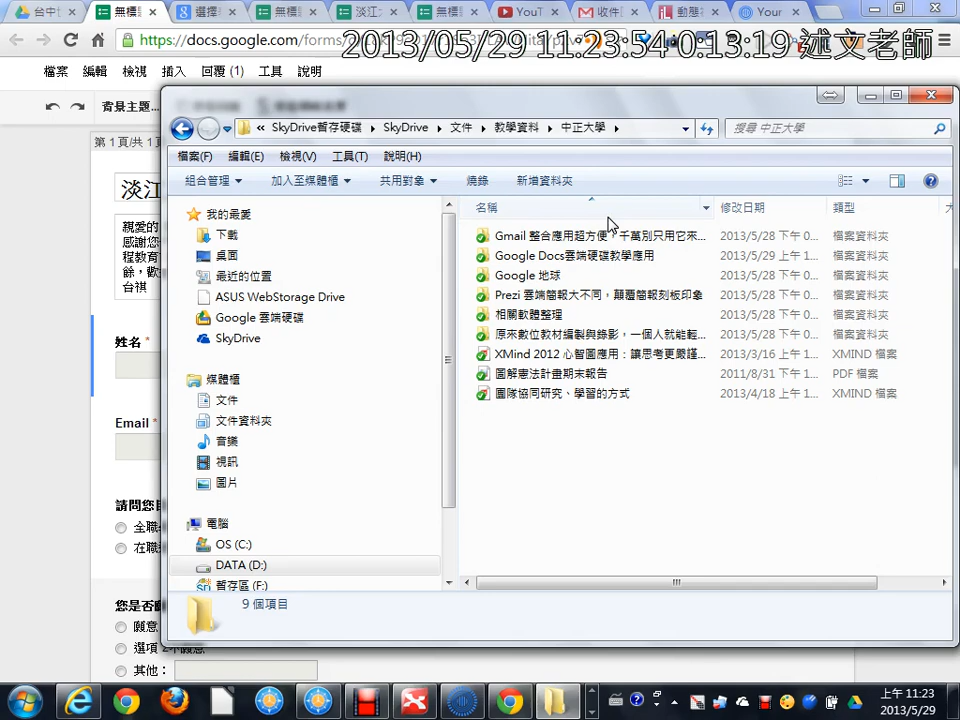 台中
無標
選擇
無標題
淡江
無標
YouT
收件
動態
Your
https://docs.google.com/forms/
2013/05/29 11:23:54 0:13:19 述文老師
檔案 編輯 檢視 插入 回覆 (1) 工具 說明
背景主題...
第 1 頁/共 1
« SkyDrive暫存硬碟 SkyDrive 文件 教學資料 中正大學
搜尋 中正大學
檔案(F) 編輯(E) 檢視(V) 工具(T) 說明(H)
組合管理 加入至媒體櫃 共用對象 燒錄 新增資料夾
淡江
親愛的
感謝您
程教育
餘，歡
台祺
姓名 *
Email *
請問您
全職
在職
您是否
願意
選項 2
其他：
我的最愛
下載
桌面
最近的位置
ASUS WebStorage Drive
Google 雲端硬碟
SkyDrive
媒體櫃
文件
文件資料夾
音樂
視訊
圖片
電腦
OS (C:)
DATA (D:)
暫存區 (F:)
名稱 修改日期 類型
Gmail 整合應用超方便，千萬別只用它來... 2013/5/28 下午 0... 檔案資料夾
Google Docs雲端硬碟教學應用 2013/5/29 上午 1... 檔案資料夾
Google 地球 2013/5/28 下午 0... 檔案資料夾
Prezi 雲端簡報大不同，顛覆簡報刻板印象 2013/5/28 下午 0... 檔案資料夾
相關軟體整理 2013/5/28 下午 0... 檔案資料夾
原來數位教材編製與錄影，一個人就能輕... 2013/5/28 下午 0... 檔案資料夾
XMind 2012 心智圖應用：讓思考更嚴謹... 2013/3/16 上午 1... XMIND 檔案
圖解憲法計畫期末報告 2011/8/31 下午 1... PDF 檔案
團隊協同研究、學習的方式 2013/4/18 上午 1... XMIND 檔案
9 個項目
上午 11:23
2013/5/29